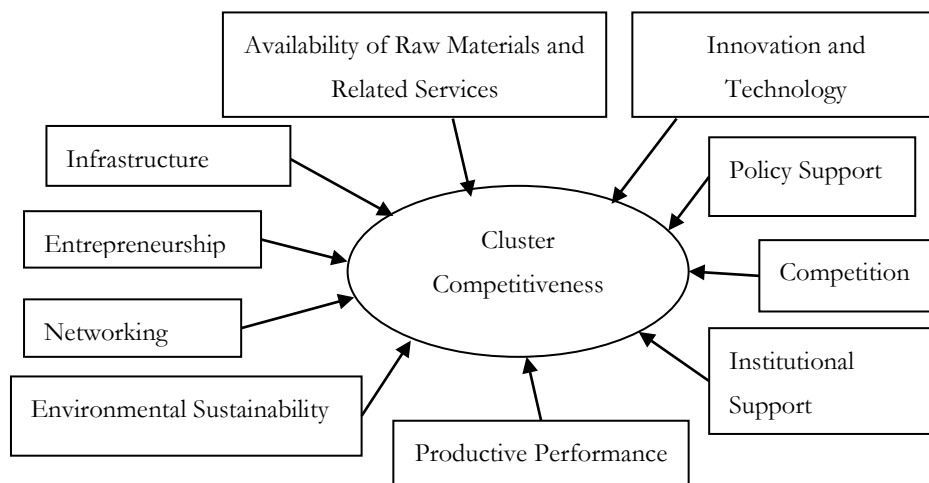 Availability of Raw Materials and
Related Services
Innovation and
Technology
Infrastructure
Policy Support
Entrepreneurship
Cluster
Competitiveness
Competition
Networking
Institutional
Support
Environmental Sustainability
Productive Performance